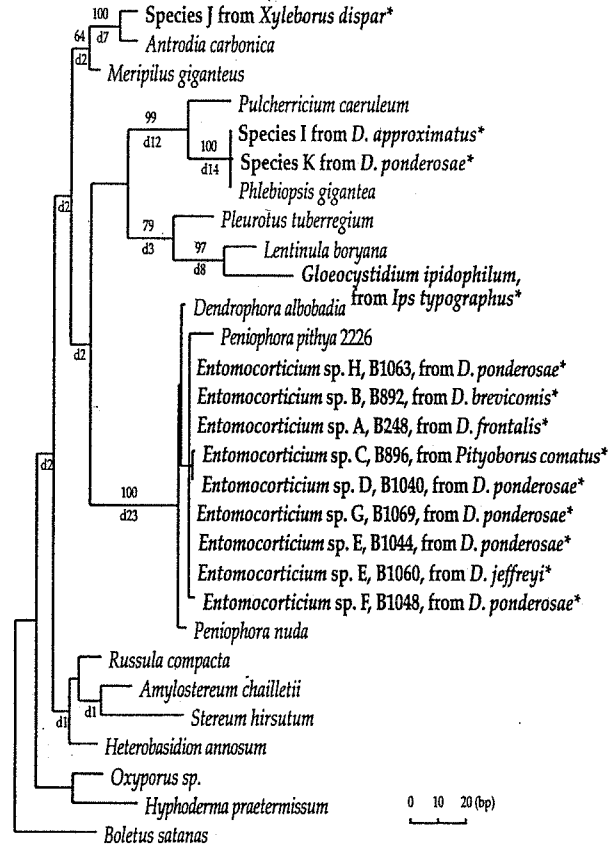 100
Species J from Xyleborus dispar*
64
d7
Antrodia carbonica
d2
Meripilus giganteus
Pulcherricium caeruleum
99
Species I from D. approximatus*
d12
100
Species K from D. ponderosae*
d14
Phlebiopsis gigantea
d2
Pleurotus tuberregium
79
d3
97
Lentinula boryana
d8
Gloeocystidium ipidophilum,
from Ips typographus*
Dendrophora albobadia
Peniophora pithya 2226
d2
Entomocorticium sp. H, B1063, from D. ponderosae*
Entomocorticium sp. B, B892, from D. brevicomis*
Entomocorticium sp. A, B248, from D. frontalis*
Entomocorticium sp. C, B896, from Pityoborus comatus*
d2
Entomocorticium sp. D, B1040, from D. ponderosae*
100
d23
Entomocorticium sp. G, B1069, from D. ponderosae*
Entomocorticium sp. E, B1044, from D. ponderosae*
Entomocorticium sp. E, B1060, from D. jeffreyi*
Entomocorticium sp. F, B1048, from D. ponderosae*
Peniophora nuda
Russula compacta
Amylostereum chailletii
d1
d1
Stereum hirsutum
Heterobasidion annosum
Oxyporus sp.
Hyphoderma praetermissum
0 10 20 (bp)
Boletus satanas